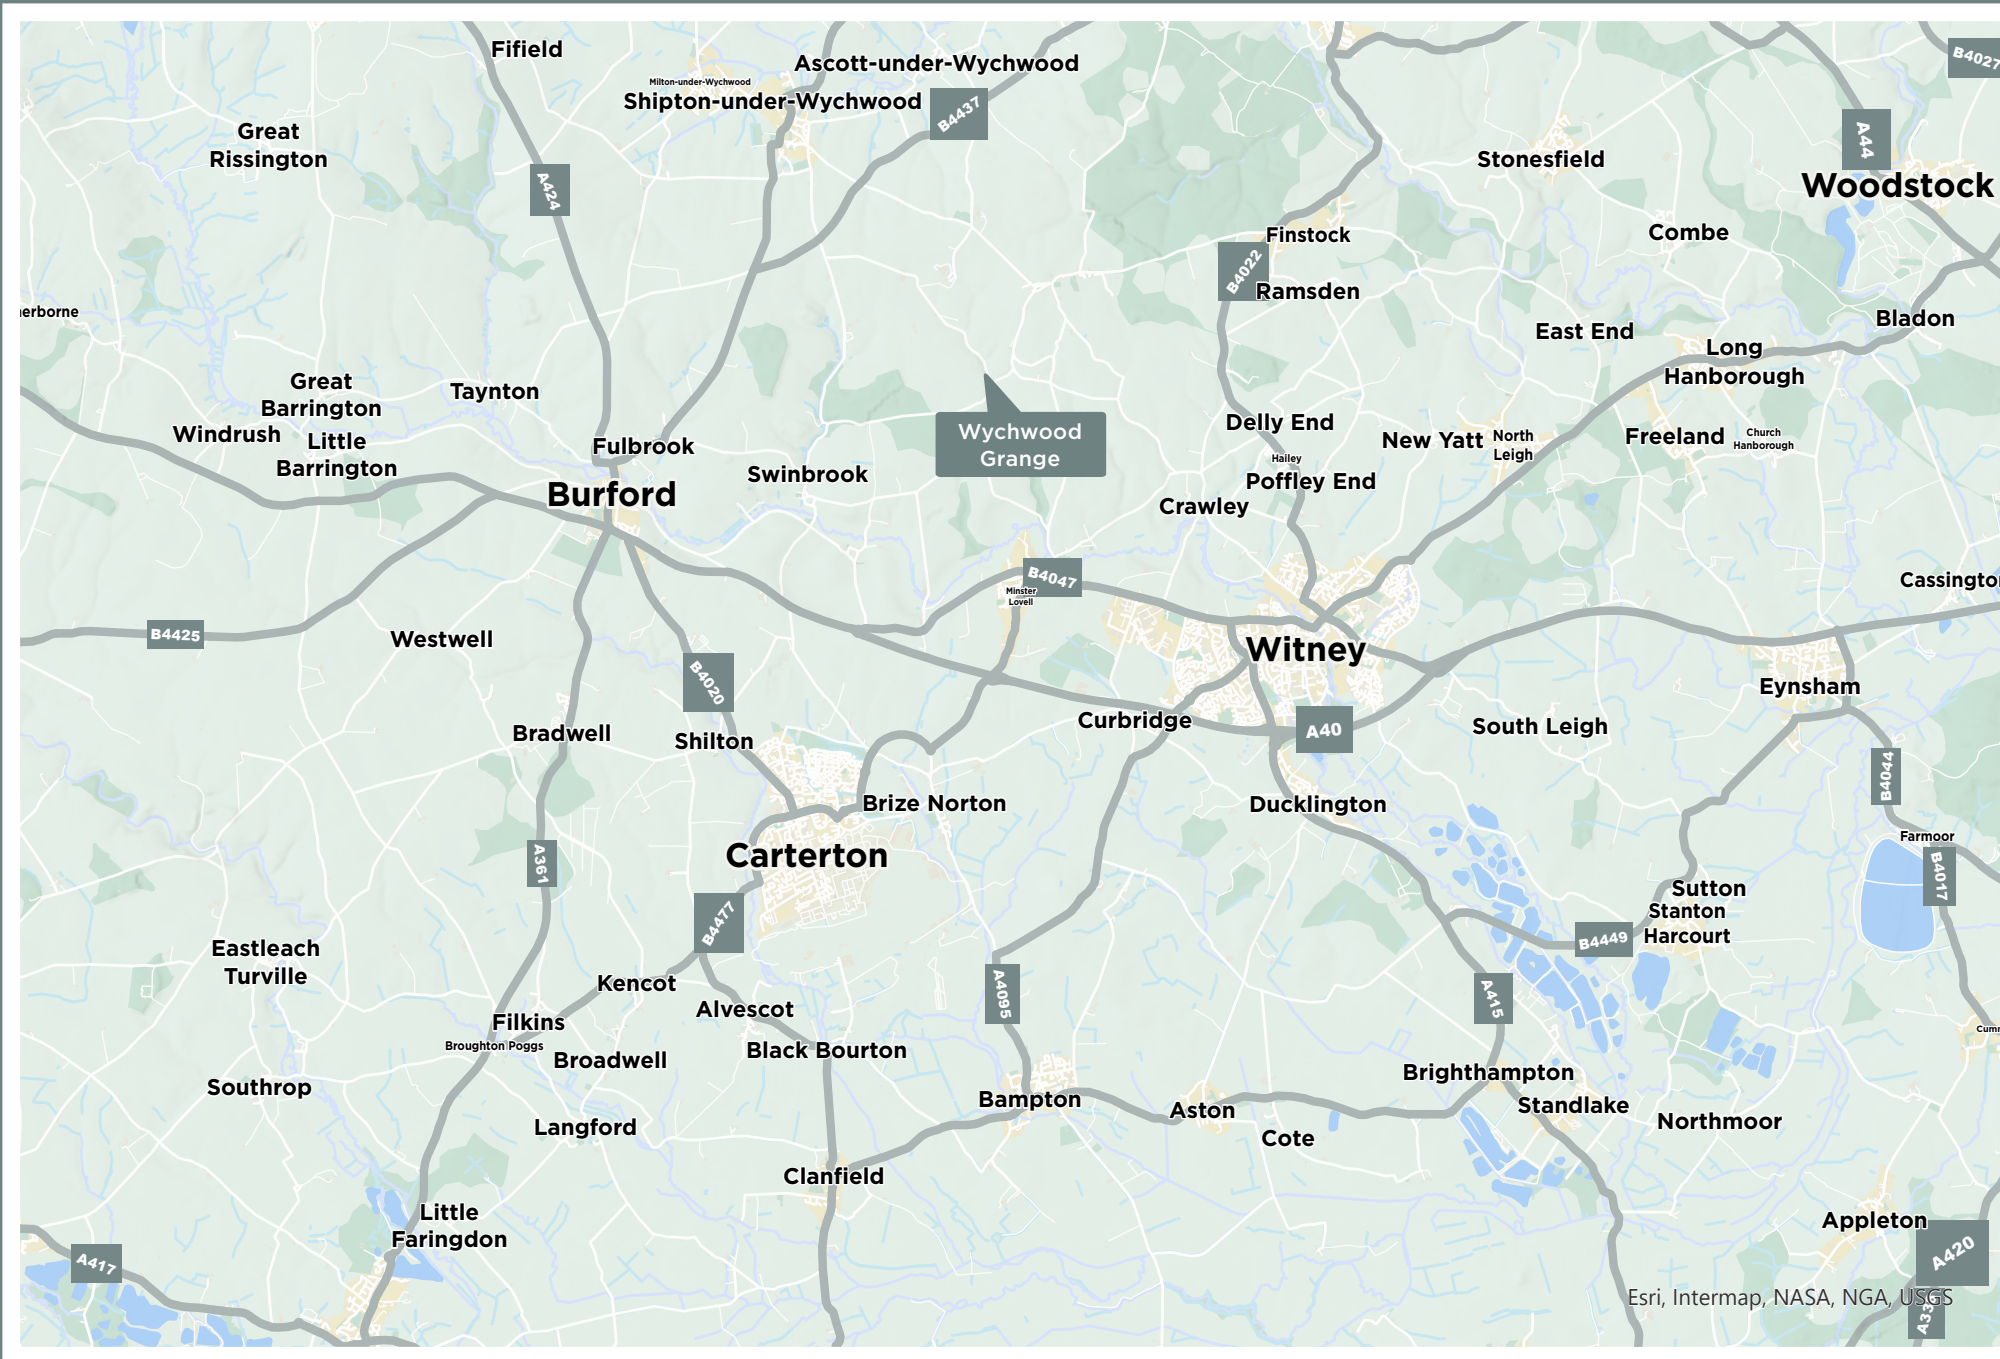 Fifield
Ascott-under-Wychwood
B4027
Milton-under-Wychwood
Shipton-under-Wychwood
B4437
Great
Rissington
A44
Stonesfield
A424
Woodstock
Combe
Finstock
B4022
Ramsden
erborne
Bladon
East End
Long
Hanborough
Great
Barrington
Taynton
Windrush
Little
Barrington
Fulbrook
Wychwood
Grange
Delly End
New Yatt
North
Leigh
Freeland
Church
Hanborough
Hailey
Swinbrook
Poffley End
Burford
Crawley
B4047
Cassingto
Minster
Lovell
B4425
Westwell
Witney
B4020
Eynsham
Curbridge
A40
South Leigh
Bradwell
Shilton
B4044
Brize Norton
Ducklington
Farmoor
Carterton
A361
B4017
Sutton
Stanton
Harcourt
B4477
B4449
Eastleach
Turville
Kencot
A4095
A415
Alvescot
Filkins
Cumn
Broughton Poggs
Black Bourton
Broadwell
Brighthampton
Southrop
Bampton
Aston
Standlake
Northmoor
Langford
Cote
Clanfield
Little
Faringdon
Appleton
A417
A420
Esri, Intermap, NASA, NGA, USGS